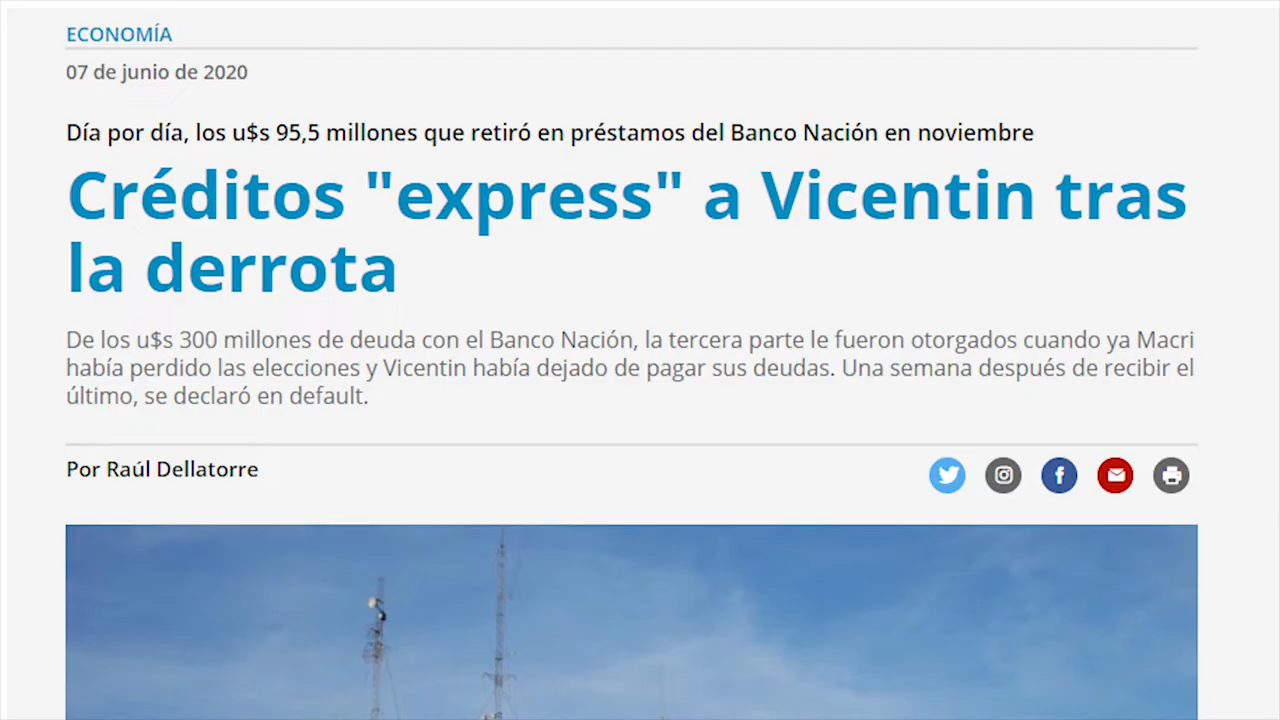 ECONOMÍA
07 de junio de 2020
Día por día, los u$s 95,5 millones que retiró en préstamos del Banco Nación en noviembre
Créditos "express" a Vicentin tras
la derrota
De los u$s 300 millones de deuda con el Banco Nación, la tercera parte le fueron otorgados cuando ya Macri
había perdido las elecciones y Vicentin había dejado de pagar sus deudas. Una semana después de recibir el
último, se declaró en default.
Por Raúl Dellatorre